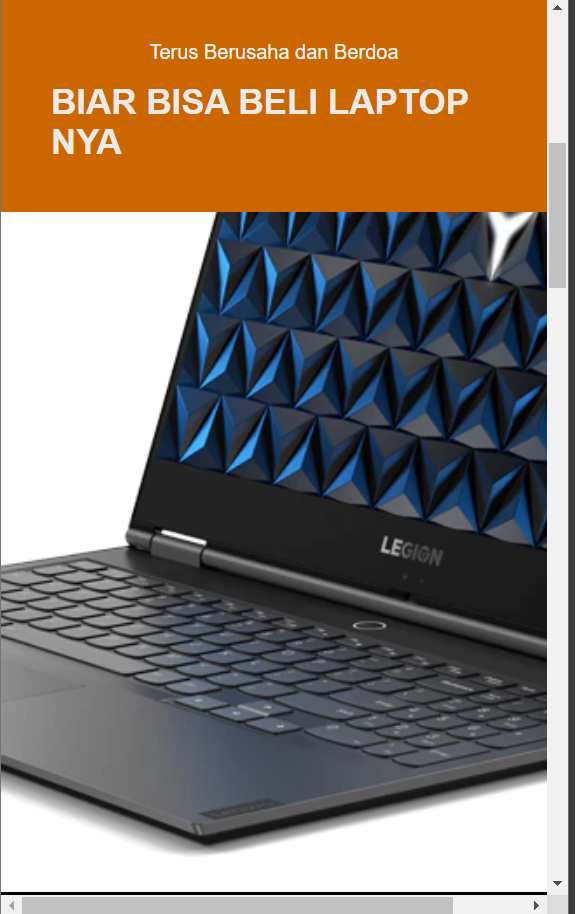 Terus Berusaha dan Berdoa
BIAR BISA BELI LAPTOP
NYA
LEGION